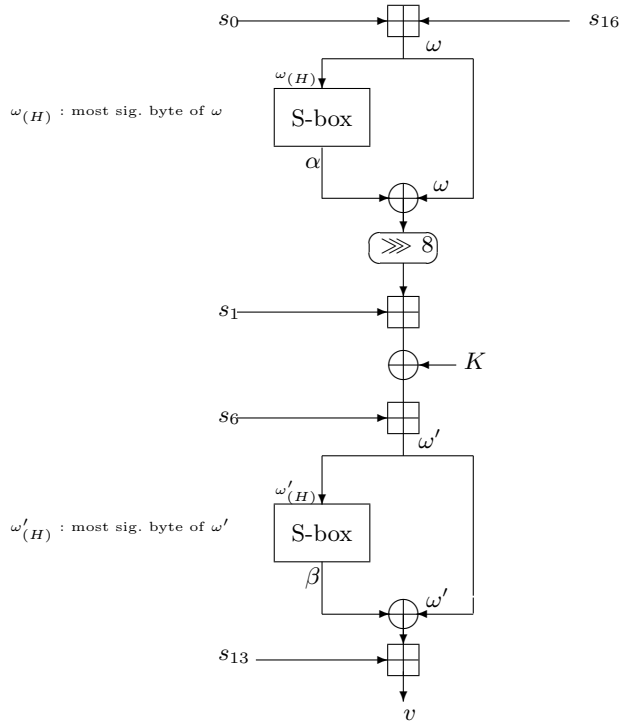 s₀ s₁₆
ω
ω₍H₎
ω₍H₎ : most sig. byte of ω
S-box
α
ω
⋙ 8
s₁
K
s₆
ω′
ω′₍H₎
ω′₍H₎ : most sig. byte of ω′
S-box
β
ω′
s₁₃
v